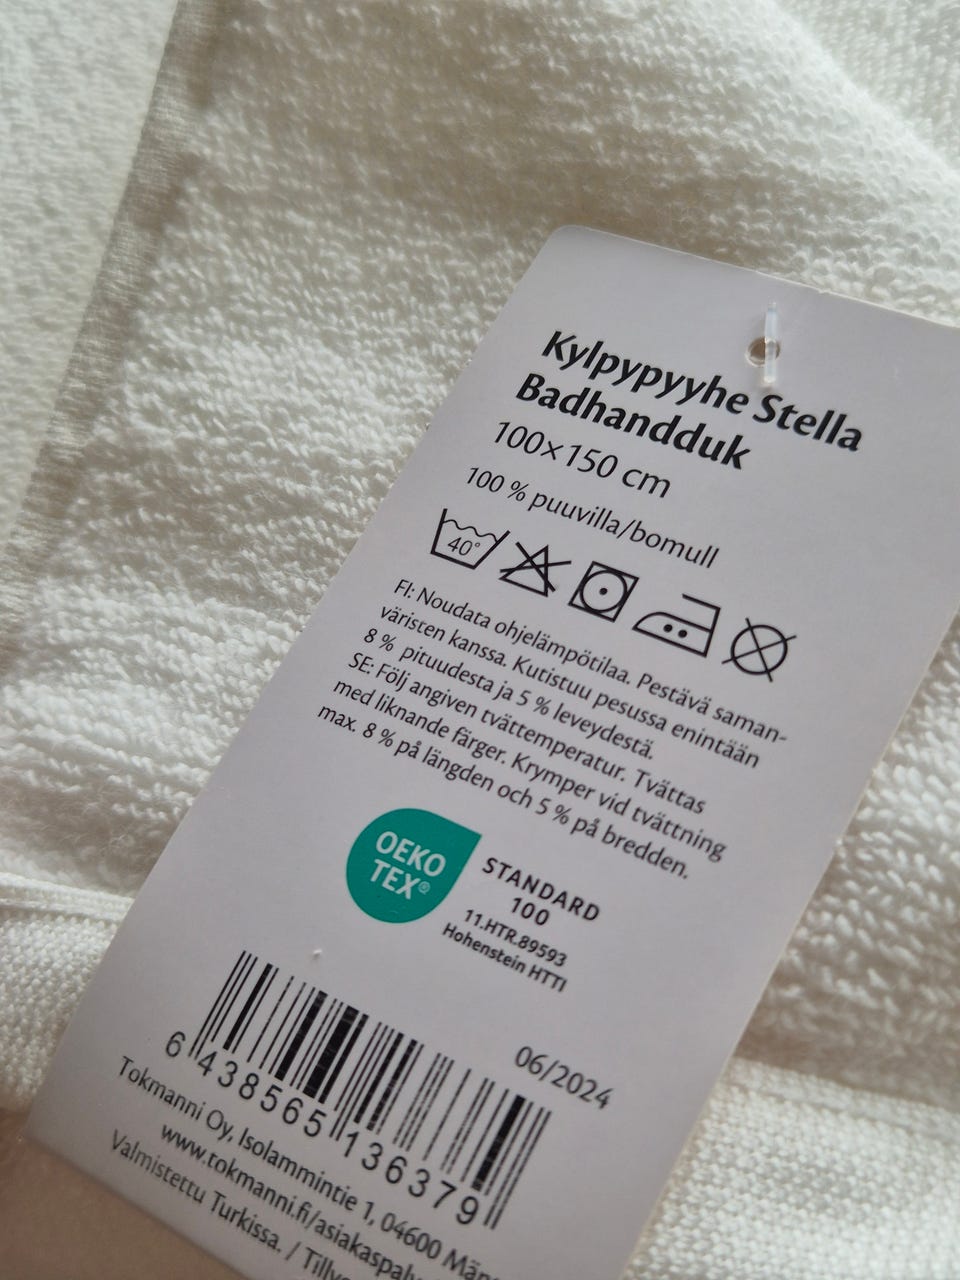 Kylpypyyhe Stella
Badhandduk
100×150 cm
100 % puuvilla/bomull
40°
FI: Noudata ohjelämpötilaa. Pestävä saman-
väristen kanssa. Kutistuu pesussa enintään
8 % pituudesta ja 5 % leveydestä.
SE: Följ angiven tvättemperatur. Tvättas
med liknande färger. Krymper vid tvättning
max. 8 % på längden och 5 % på bredden.
OEKO
TEX®
STANDARD
100
11.HTR.89593
Hohenstein HTTI
06/2024
6 438565 136379
Tokmanni Oy, Isolammintie 1, 04600
www.tokmanni.fi/asiakaspalv
Valmistettu Turkissa. /